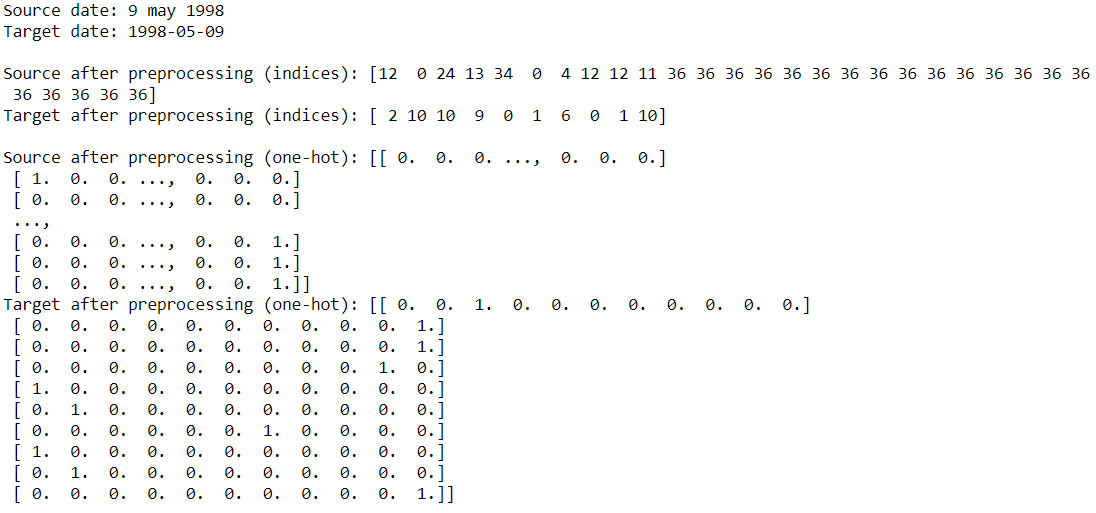 Source date: 9 may 1998
Target date: 1998-05-09
Source after preprocessing (indices): [12  0 24 13 34  0  4 12 12 11 36 36 36 36 36 36 36 36 36 36 36 36 36 36 36
 36 36 36 36 36]
Target after preprocessing (indices): [ 2 10 10  9  0  1  6  0  1 10]
Source after preprocessing (one-hot): [[ 0.  0.  0. ...,  0.  0.  0.]
 [ 1.  0.  0. ...,  0.  0.  0.]
 [ 0.  0.  0. ...,  0.  0.  0.]
 ...,
 [ 0.  0.  0. ...,  0.  0.  1.]
 [ 0.  0.  0. ...,  0.  0.  1.]
 [ 0.  0.  0. ...,  0.  0.  1.]]
Target after preprocessing (one-hot): [[ 0.  0.  1.  0.  0.  0.  0.  0.  0.  0.  0.]
 [ 0.  0.  0.  0.  0.  0.  0.  0.  0.  0.  1.]
 [ 0.  0.  0.  0.  0.  0.  0.  0.  0.  0.  1.]
 [ 0.  0.  0.  0.  0.  0.  0.  0.  0.  1.  0.]
 [ 1.  0.  0.  0.  0.  0.  0.  0.  0.  0.  0.]
 [ 0.  1.  0.  0.  0.  0.  0.  0.  0.  0.  0.]
 [ 0.  0.  0.  0.  0.  0.  1.  0.  0.  0.  0.]
 [ 1.  0.  0.  0.  0.  0.  0.  0.  0.  0.  0.]
 [ 0.  1.  0.  0.  0.  0.  0.  0.  0.  0.  0.]
 [ 0.  0.  0.  0.  0.  0.  0.  0.  0.  0.  1.]]